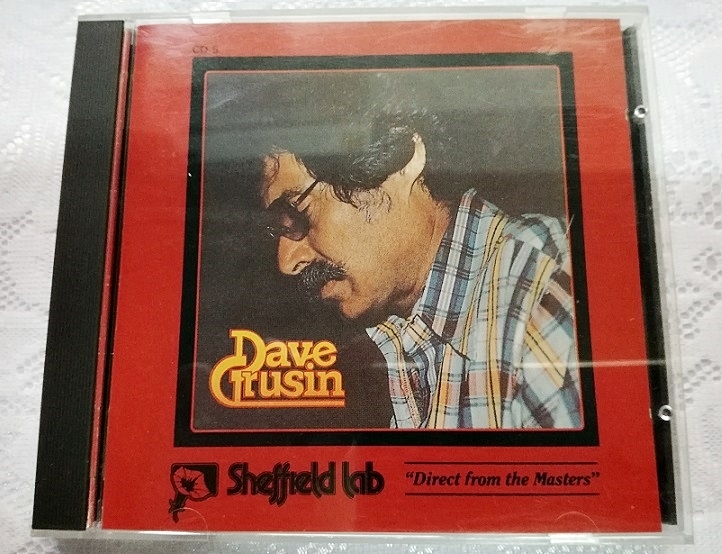 CD 5
Dave
Grusin
Sheffield Lab
"Direct from the Masters"